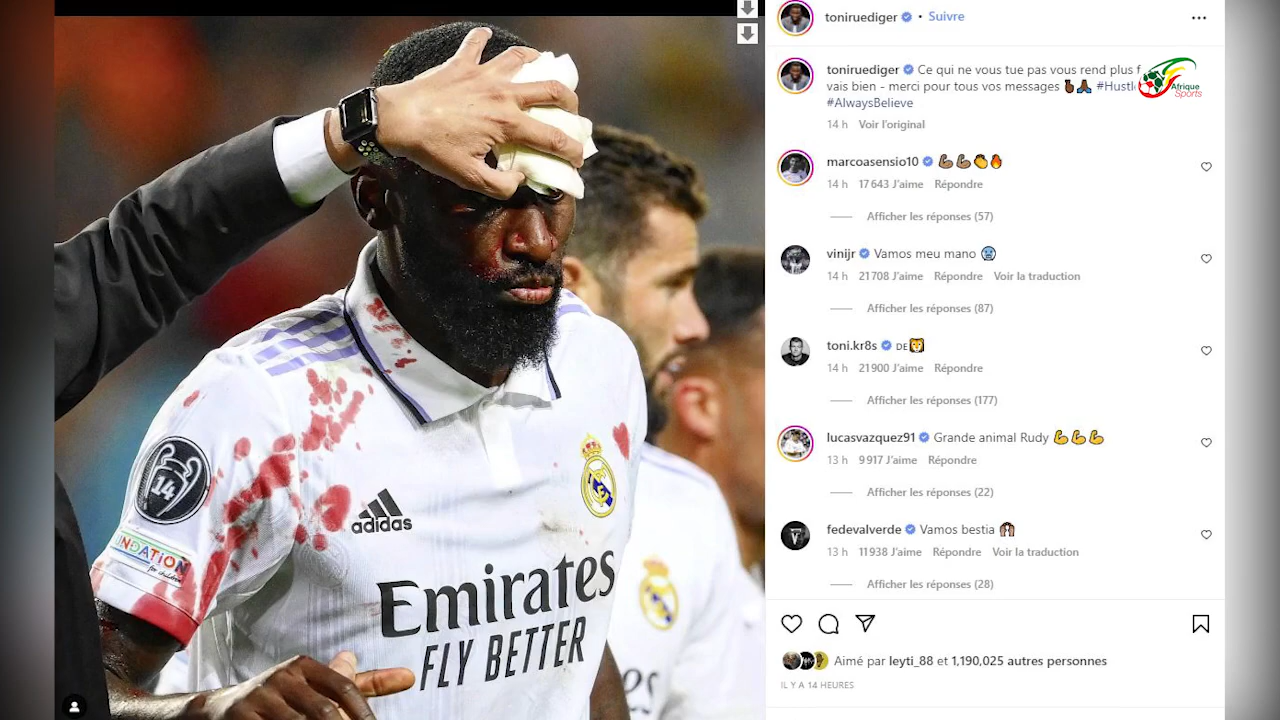 toniruediger • Suivre
toniruediger Ce qui ne vous tue pas vous rend plus f
vais bien - merci pour tous vos messages #Hustl
#AlwaysBelieve
14 h Voir l'original
Afrique
Sports
marcoasensio10
14 h 17 643 J'aime Répondre
Afficher les réponses (57)
vinijr Vamos meu mano
14 h 21 708 J'aime Répondre Voir la traduction
Afficher les réponses (87)
toni.kr8s DE
14 h 21 900 J'aime Répondre
Afficher les réponses (177)
lucasvazquez91 Grande animal Rudy
13 h 9 917 J'aime Répondre
Afficher les réponses (22)
fedevalverde Vamos bestia
13 h 11 938 J'aime Répondre Voir la traduction
Afficher les réponses (28)
Aimé par leyti_88 et 1,190,025 autres personnes
IL Y A 14 HEURES
14
for children
adidas
Emirates
FLY BETTER